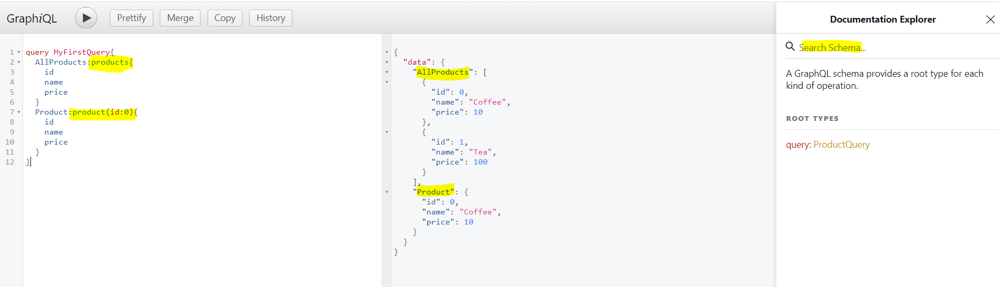 GraphiQL Prettify Merge Copy History
1 query MyFirstQuery{
2 AllProducts:products{
3 id
4 name
5 price
6 }
7 Product:product(id:0){
8 id
9 name
10 price
11 }
12 }
{
"data": {
"AllProducts": [
{
"id": 0,
"name": "Coffee",
"price": 10
},
{
"id": 1,
"name": "Tea",
"price": 100
}
],
"Product": {
"id": 0,
"name": "Coffee",
"price": 10
}
}
}
Documentation Explorer
Search Schema...
A GraphQL schema provides a root type for each
kind of operation.
ROOT TYPES
query: ProductQuery